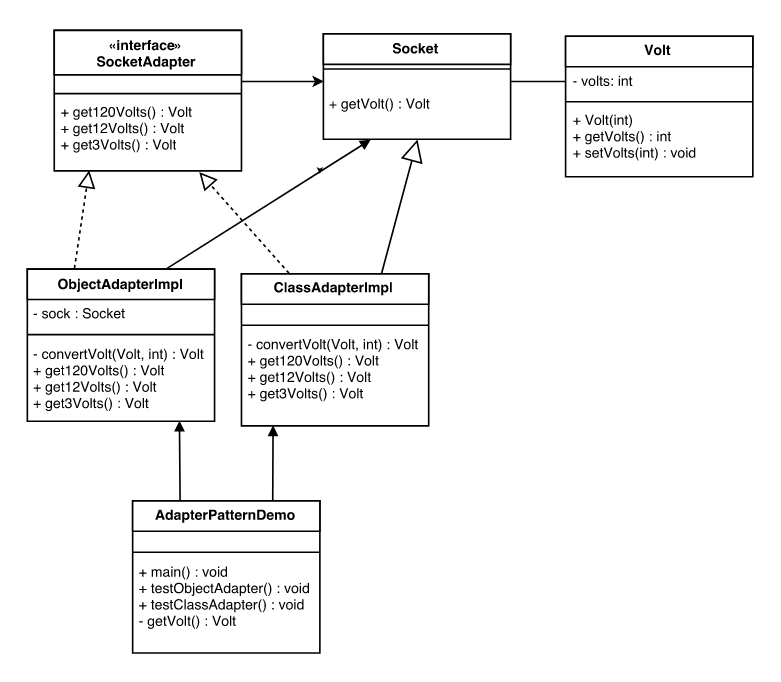 «interface»
SocketAdapter
+ get120Volts() : Volt
+ get12Volts() : Volt
+ get3Volts() : Volt
Socket
+ getVolt() : Volt
Volt
- volts: int
+ Volt(int)
+ getVolts() : int
+ setVolts(int) : void
ObjectAdapterImpl
- sock : Socket
- convertVolt(Volt, int) : Volt
+ get120Volts() : Volt
+ get12Volts() : Volt
+ get3Volts() : Volt
ClassAdapterImpl
- convertVolt(Volt, int) : Volt
+ get120Volts() : Volt
+ get12Volts() : Volt
+ get3Volts() : Volt
AdapterPatternDemo
+ main() : void
+ testObjectAdapter() : void
+ testClassAdapter() : void
- getVolt() : Volt